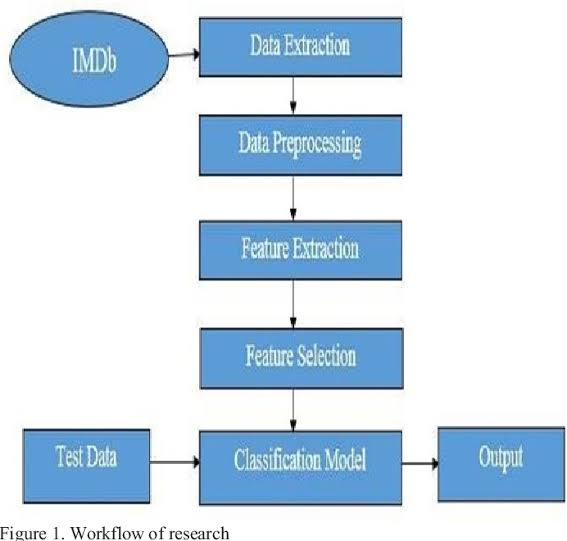 IMDb
Data Extraction
Data Preprocessing
Feature Extraction
Feature Selection
Test Data
Classification Model
Output
Figure 1. Workflow of research